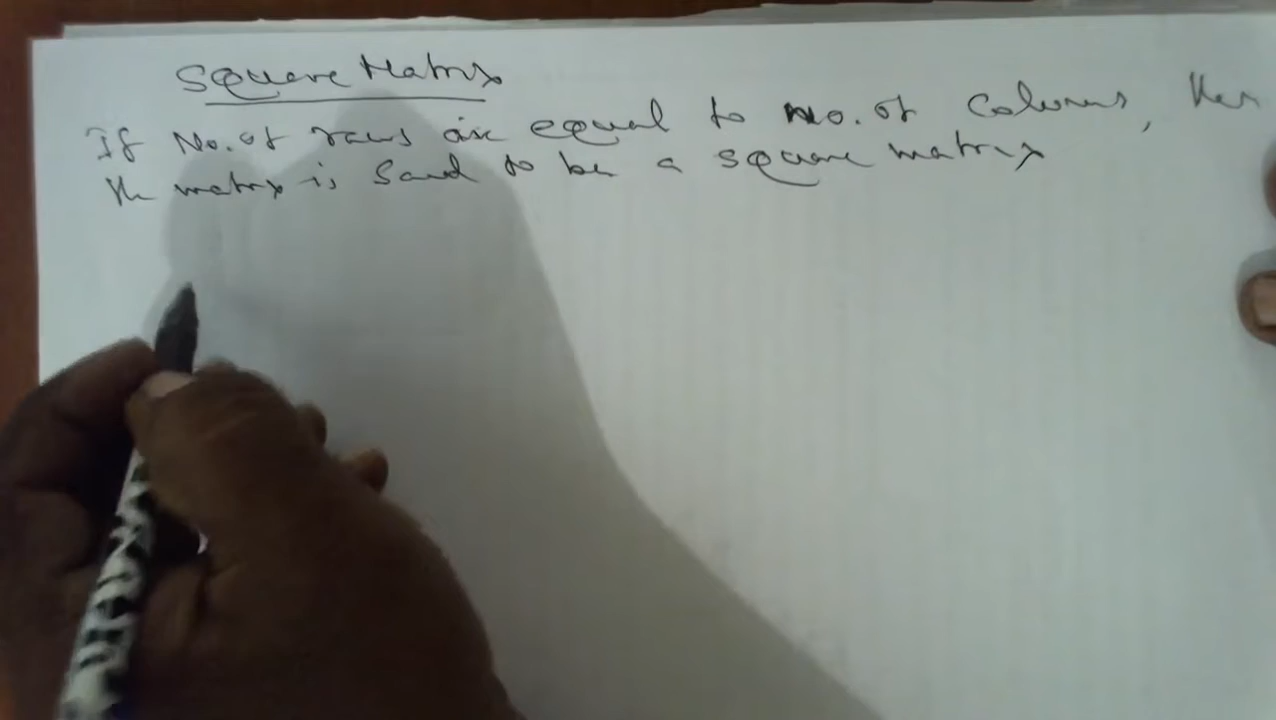 Square Matrix
If No. of rows are equal to no. of Columns, then
the matrix is Said to be a square matrix